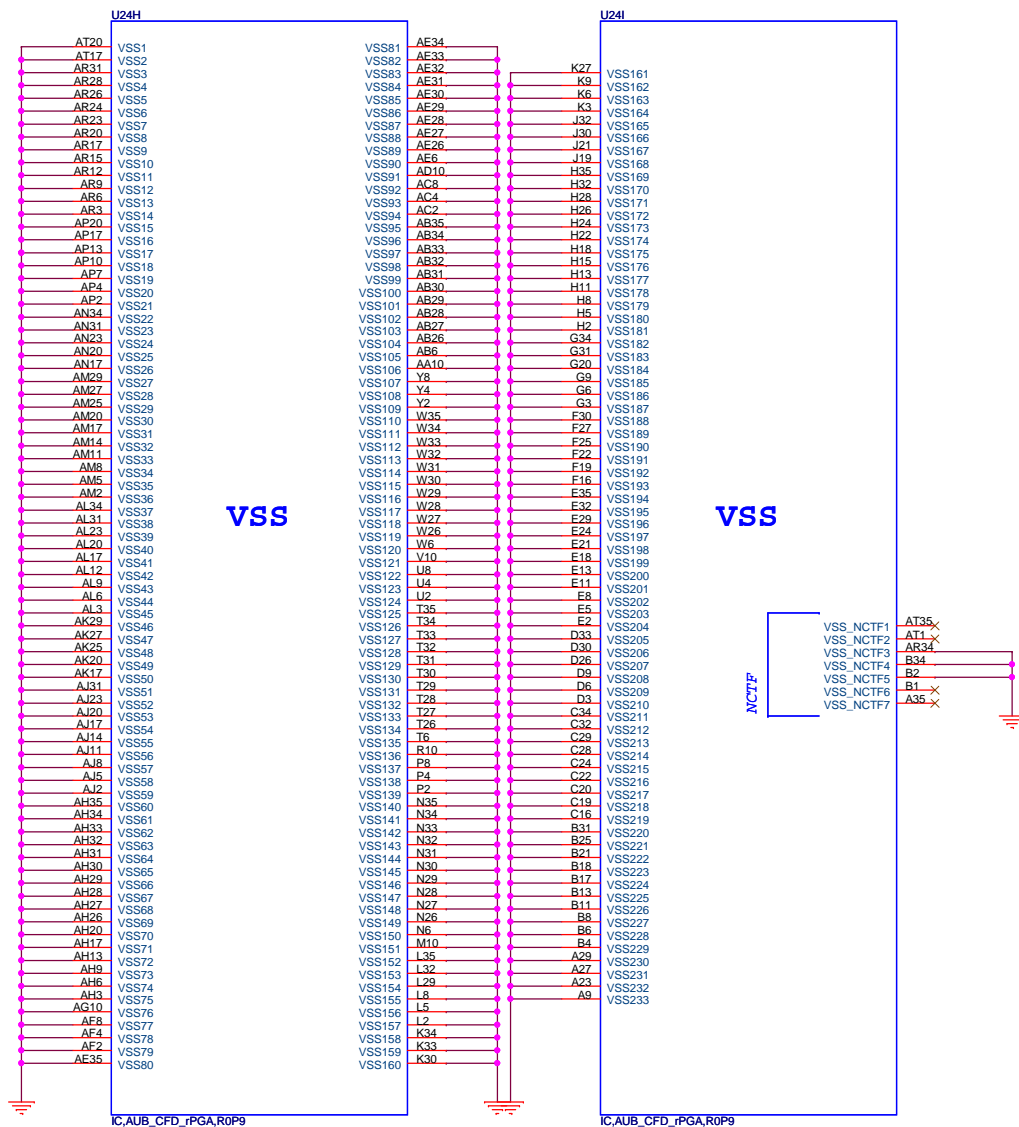 U24H
AT20 VSS1
AT17 VSS2
AR31 VSS3
AR28 VSS4
AR26 VSS5
AR24 VSS6
AR23 VSS7
AR20 VSS8
AR17 VSS9
AR15 VSS10
AR12 VSS11
AR9 VSS12
AR6 VSS13
AR3 VSS14
AP20 VSS15
AP17 VSS16
AP13 VSS17
AP10 VSS18
AP7 VSS19
AP4 VSS20
AP2 VSS21
AN34 VSS22
AN31 VSS23
AN23 VSS24
AN20 VSS25
AN17 VSS26
AM29 VSS27
AM27 VSS28
AM25 VSS29
AM20 VSS30
AM17 VSS31
AM14 VSS32
AM11 VSS33
AM8 VSS34
AM5 VSS35
AM2 VSS36
AL34 VSS37
AL31 VSS38
AL23 VSS39
AL20 VSS40
AL17 VSS41
AL12 VSS42
AL9 VSS43
AL6 VSS44
AL3 VSS45
AK29 VSS46
AK27 VSS47
AK25 VSS48
AK20 VSS49
AK17 VSS50
AJ31 VSS51
AJ23 VSS52
AJ20 VSS53
AJ17 VSS54
AJ14 VSS55
AJ11 VSS56
AJ8 VSS57
AJ5 VSS58
AJ2 VSS59
AH35 VSS60
AH34 VSS61
AH33 VSS62
AH32 VSS63
AH31 VSS64
AH30 VSS65
AH29 VSS66
AH28 VSS67
AH27 VSS68
AH26 VSS69
AH20 VSS70
AH17 VSS71
AH13 VSS72
AH9 VSS73
AH6 VSS74
AH3 VSS75
AG10 VSS76
AF8 VSS77
AF4 VSS78
AF2 VSS79
AE35 VSS80
VSS
VSS81 AE34
VSS82 AE33
VSS83 AE32
VSS84 AE31
VSS85 AE30
VSS86 AE29
VSS87 AE28
VSS88 AE27
VSS89 AE26
VSS90 AE6
VSS91 AD10
VSS92 AC8
VSS93 AC4
VSS94 AC2
VSS95 AB35
VSS96 AB34
VSS97 AB33
VSS98 AB32
VSS99 AB31
VSS100 AB30
VSS101 AB29
VSS102 AB28
VSS103 AB27
VSS104 AB26
VSS105 AB6
VSS106 AA10
VSS107 Y8
VSS108 Y4
VSS109 Y2
VSS110 W35
VSS111 W34
VSS112 W33
VSS113 W32
VSS114 W31
VSS115 W30
VSS116 W29
VSS117 W28
VSS118 W27
VSS119 W26
VSS120 W6
VSS121 V10
VSS122 U8
VSS123 U4
VSS124 U2
VSS125 T35
VSS126 T34
VSS127 T33
VSS128 T32
VSS129 T31
VSS130 T30
VSS131 T29
VSS132 T28
VSS133 T27
VSS134 T26
VSS135 T6
VSS136 R10
VSS137 P8
VSS138 P4
VSS139 P2
VSS140 N35
VSS141 N34
VSS142 N33
VSS143 N32
VSS144 N31
VSS145 N30
VSS146 N29
VSS147 N28
VSS148 N27
VSS149 N26
VSS150 N6
VSS151 M10
VSS152 L35
VSS153 L32
VSS154 L29
VSS155 L8
VSS156 L5
VSS157 L2
VSS158 K34
VSS159 K33
VSS160 K30
IC,AUB_CFD_rPGA,R0P9
U24I
K27 VSS161
K9 VSS162
K6 VSS163
K3 VSS164
J32 VSS165
J30 VSS166
J21 VSS167
J19 VSS168
H35 VSS169
H32 VSS170
H28 VSS171
H26 VSS172
H24 VSS173
H22 VSS174
H18 VSS175
H15 VSS176
H13 VSS177
H11 VSS178
H8 VSS179
H5 VSS180
H2 VSS181
G34 VSS182
G31 VSS183
G20 VSS184
G9 VSS185
G6 VSS186
G3 VSS187
F30 VSS188
F27 VSS189
F25 VSS190
F22 VSS191
F19 VSS192
F16 VSS193
E35 VSS194
E32 VSS195
E29 VSS196
E24 VSS197
E21 VSS198
E18 VSS199
E13 VSS200
E11 VSS201
E8 VSS202
E5 VSS203
E2 VSS204
D33 VSS205
D30 VSS206
D26 VSS207
D9 VSS208
D6 VSS209
D3 VSS210
C34 VSS211
C32 VSS212
C29 VSS213
C28 VSS214
C24 VSS215
C22 VSS216
C20 VSS217
C19 VSS218
C16 VSS219
B31 VSS220
B25 VSS221
B21 VSS222
B18 VSS223
B17 VSS224
B13 VSS225
B11 VSS226
B8 VSS227
B6 VSS228
B4 VSS229
A29 VSS230
A27 VSS231
A23 VSS232
A9 VSS233
VSS
NCTF
VSS_NCTF1 AT35
VSS_NCTF2 AT1
VSS_NCTF3 AR34
VSS_NCTF4 B34
VSS_NCTF5 B2
VSS_NCTF6 B1
VSS_NCTF7 A35
IC,AUB_CFD_rPGA,R0P9